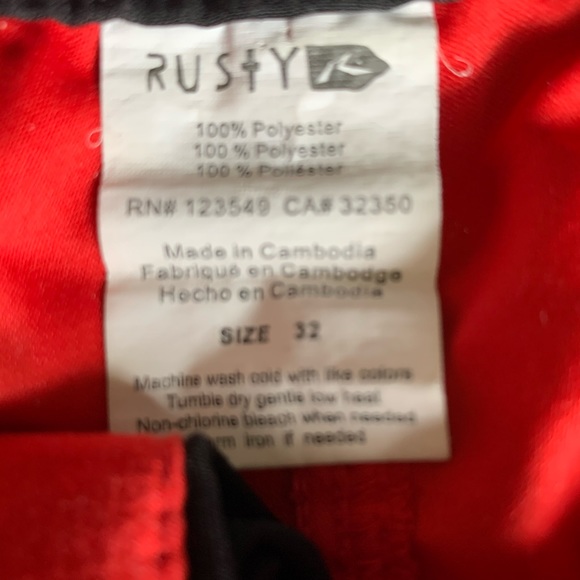 RUSTY
100% Polyester
100 % Polyester
100 % Poliéster
RN# 123549 CA# 32350
Made in Cambodia
Fabriqué en Cambodge
Hecho en Cambodia
SIZE 32
Machine wash cold with like colors
Tumble dry gentle low heat
Non-chlorine bleach when needed
iron if needed